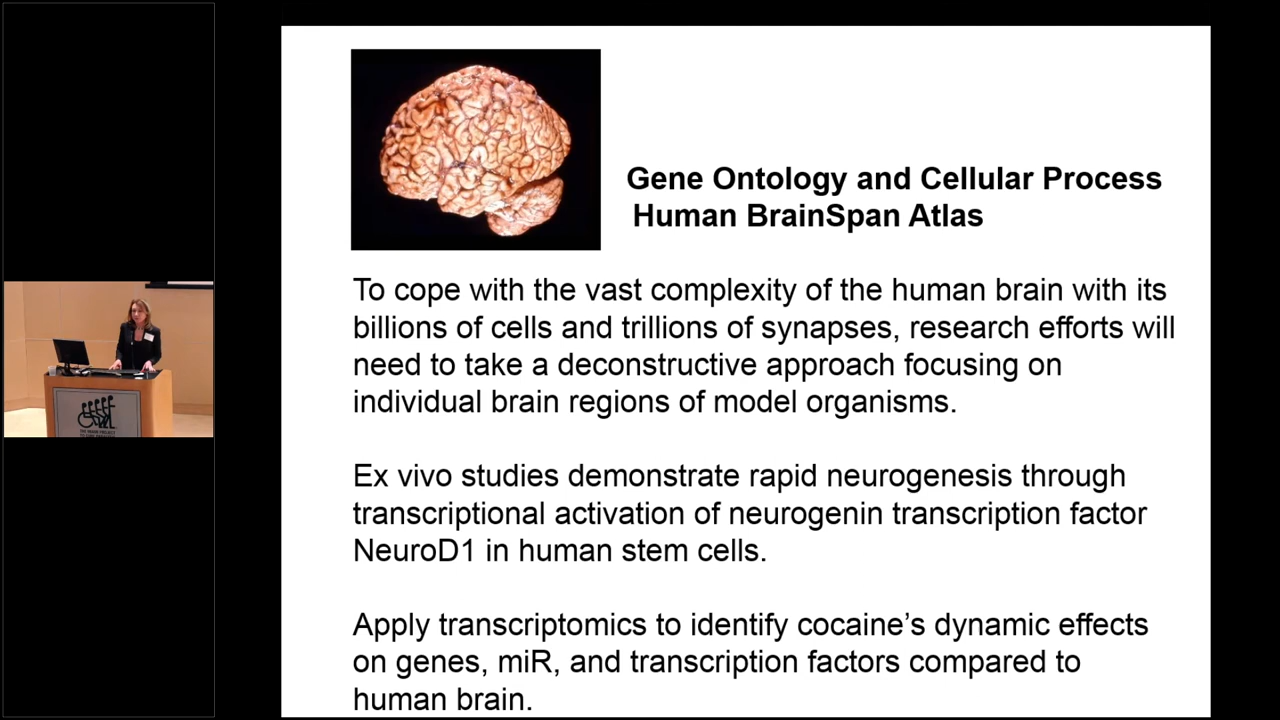 Gene Ontology and Cellular Process
Human BrainSpan Atlas
To cope with the vast complexity of the human brain with its
billions of cells and trillions of synapses, research efforts will
need to take a deconstructive approach focusing on
individual brain regions of model organisms.
Ex vivo studies demonstrate rapid neurogenesis through
transcriptional activation of neurogenin transcription factor
NeuroD1 in human stem cells.
Apply transcriptomics to identify cocaine’s dynamic effects
on genes, miR, and transcription factors compared to
human brain.
THE MIAMI PROJECT